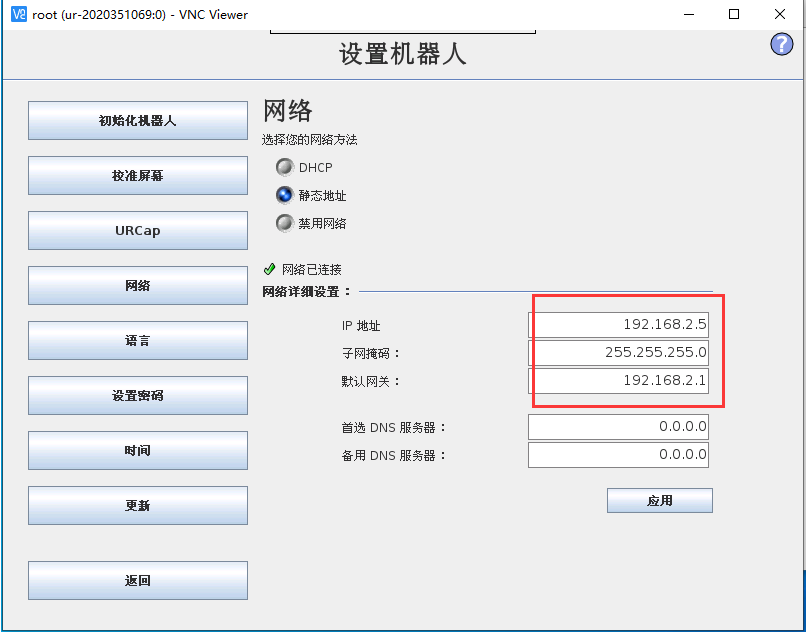 root (ur-2020351069:0) - VNC Viewer
设置机器人
?
初始化机器人
校准屏幕
URCap
网络
语言
设置密码
时间
更新
返回
网络
选择您的网络方法
DHCP
静态地址
禁用网络
网络已连接
网络详细设置：
IP 地址 192.168.2.5
子网掩码： 255.255.255.0
默认网关： 192.168.2.1
首选 DNS 服务器： 0.0.0.0
备用 DNS 服务器： 0.0.0.0
应用